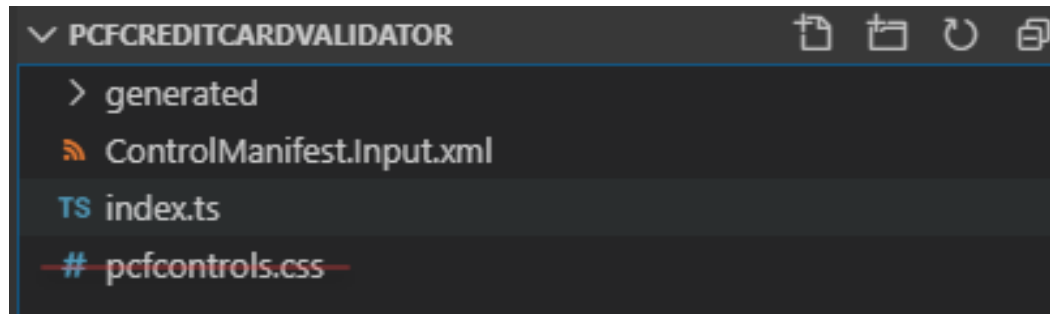 PCFCREDITCARDVALIDATOR
generated
ControlManifest.Input.xml
TS index.ts
# pcfcontrols.css